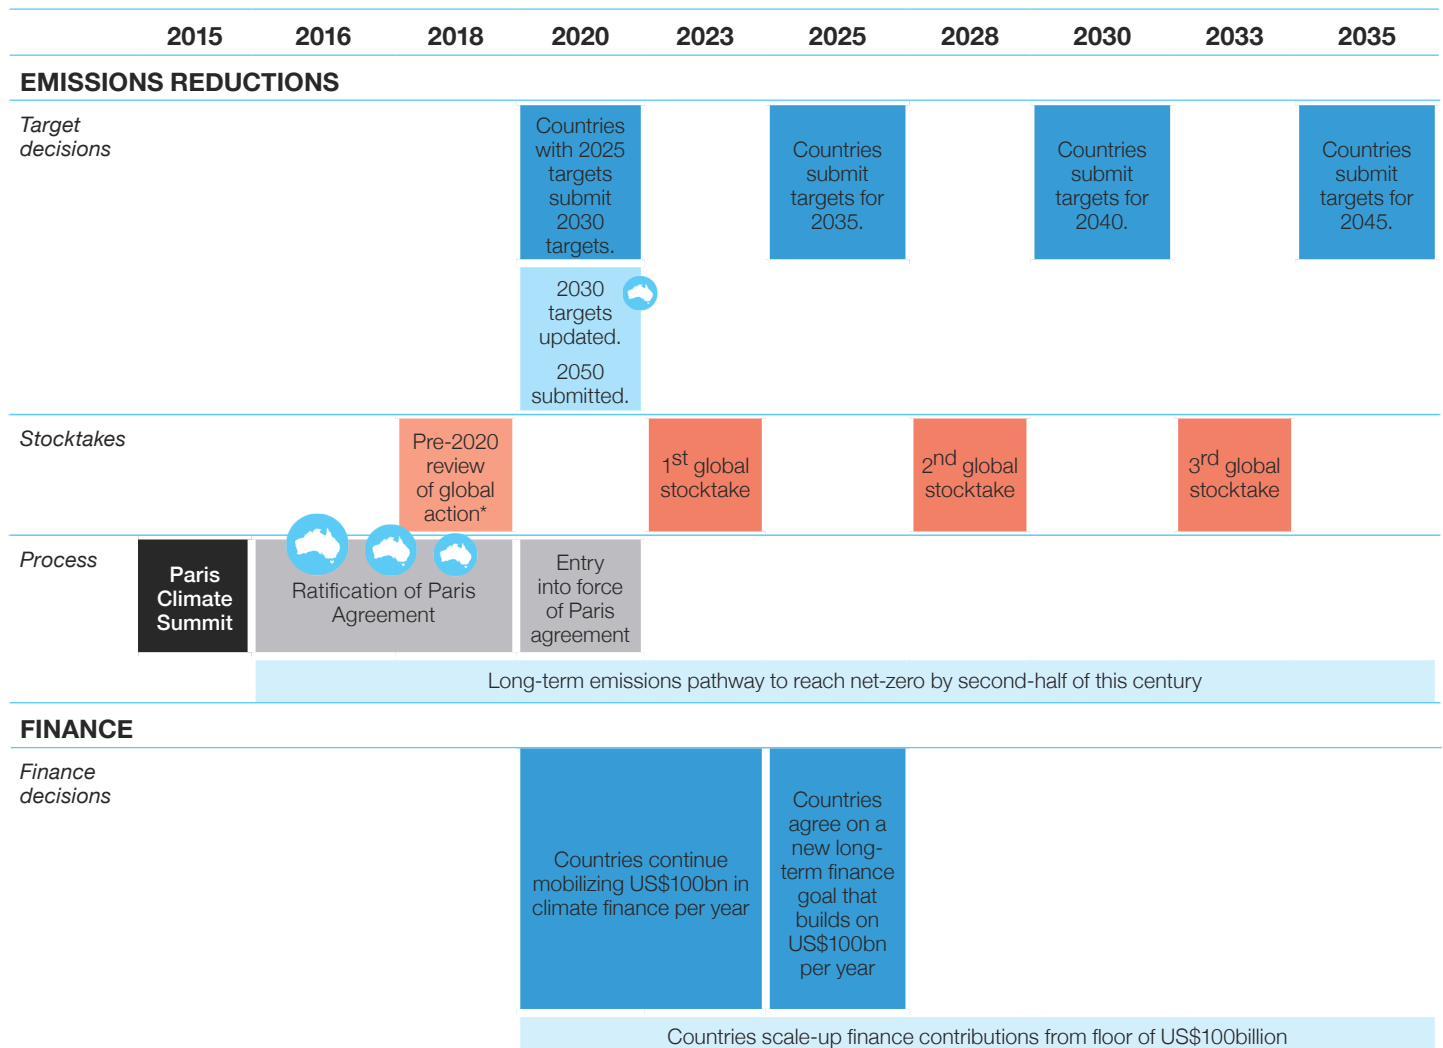 2015 2016 2018 2020 2023 2025 2028 2030 2033 2035
EMISSIONS REDUCTIONS
Target
decisions
Countries
with 2025
targets
submit
2030
targets.
Countries
submit
targets for
2035.
Countries
submit
targets for
2040.
Countries
submit
targets for
2045.
2030
targets
updated.
2050
submitted.
Stocktakes
Pre-2020
review
of global
action*
1st global
stocktake
2nd global
stocktake
3rd global
stocktake
Process
Paris
Climate
Summit
Ratification of Paris
Agreement
Entry
into force
of Paris
agreement
Long-term emissions pathway to reach net-zero by second-half of this century
FINANCE
Finance
decisions
Countries continue
mobilizing US$100bn in
climate finance per year
Countries
agree on a
new long-
term finance
goal that
builds on
US$100bn
per year
Countries scale-up finance contributions from floor of US$100billion